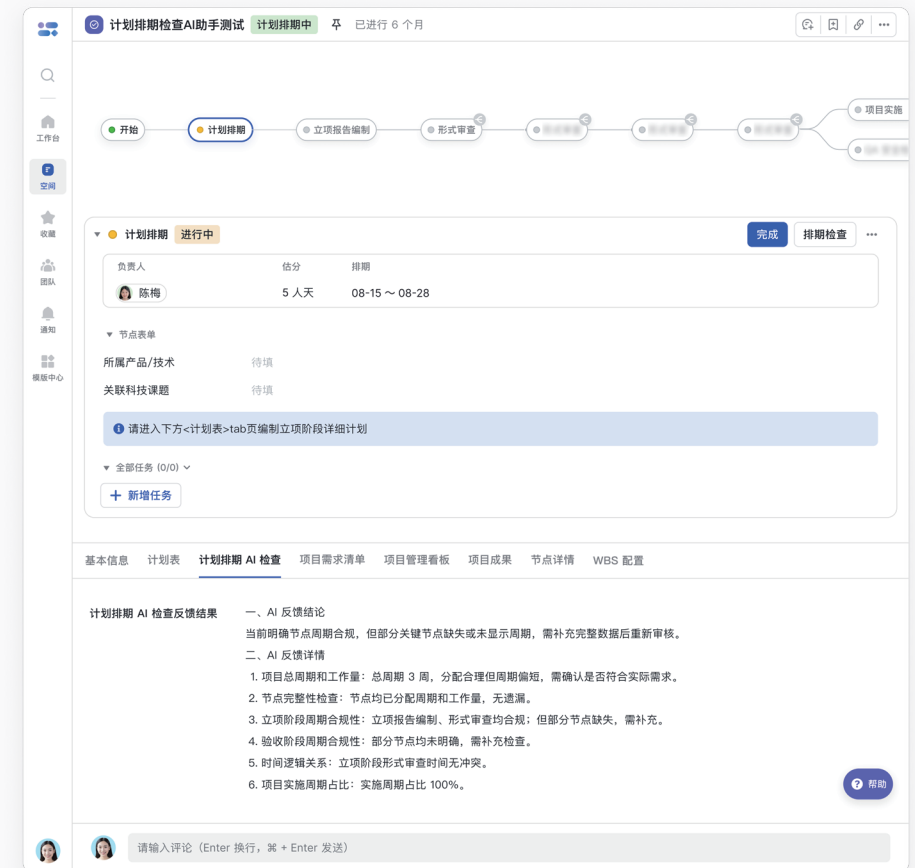 计划排期检查AI助手测试 计划排期中 已进行 6 个月
工作台
空间
收藏
团队
通知
模版中心
开始 计划排期 立项报告编制 形式审查
项目实施
计划排期 进行中 完成 排期检查
负责人 估分 排期
陈梅 5 人天 08-15 ～ 08-28
节点表单
所属产品/技术 待填
关联科技课题 待填
请进入下方<计划表>tab页编制立项阶段详细计划
全部任务 (0/0)
新增任务
基本信息 计划表 计划排期 AI 检查 项目需求清单 项目管理看板 项目成果 节点详情 WBS 配置
计划排期 AI 检查反馈结果 一、AI 反馈结论
当前明确节点周期合规，但部分关键节点缺失或未显示周期，需补充完整数据后重新审核。
二、AI 反馈详情
1. 项目总周期和工作量：总周期 3 周，分配合理但周期偏短，需确认是否符合实际需求。
2. 节点完整性检查：节点均已分配周期和工作量，无遗漏。
3. 立项阶段周期合规性：立项报告编制、形式审查均合规；但部分节点缺失，需补充。
4. 验收阶段周期合规性：部分节点均未明确，需补充检查。
5. 时间逻辑关系：立项阶段形式审查时间无冲突。
6. 项目实施周期占比：实施周期占比 100%。
帮助
请输入评论（Enter 换行，⌘ + Enter 发送）